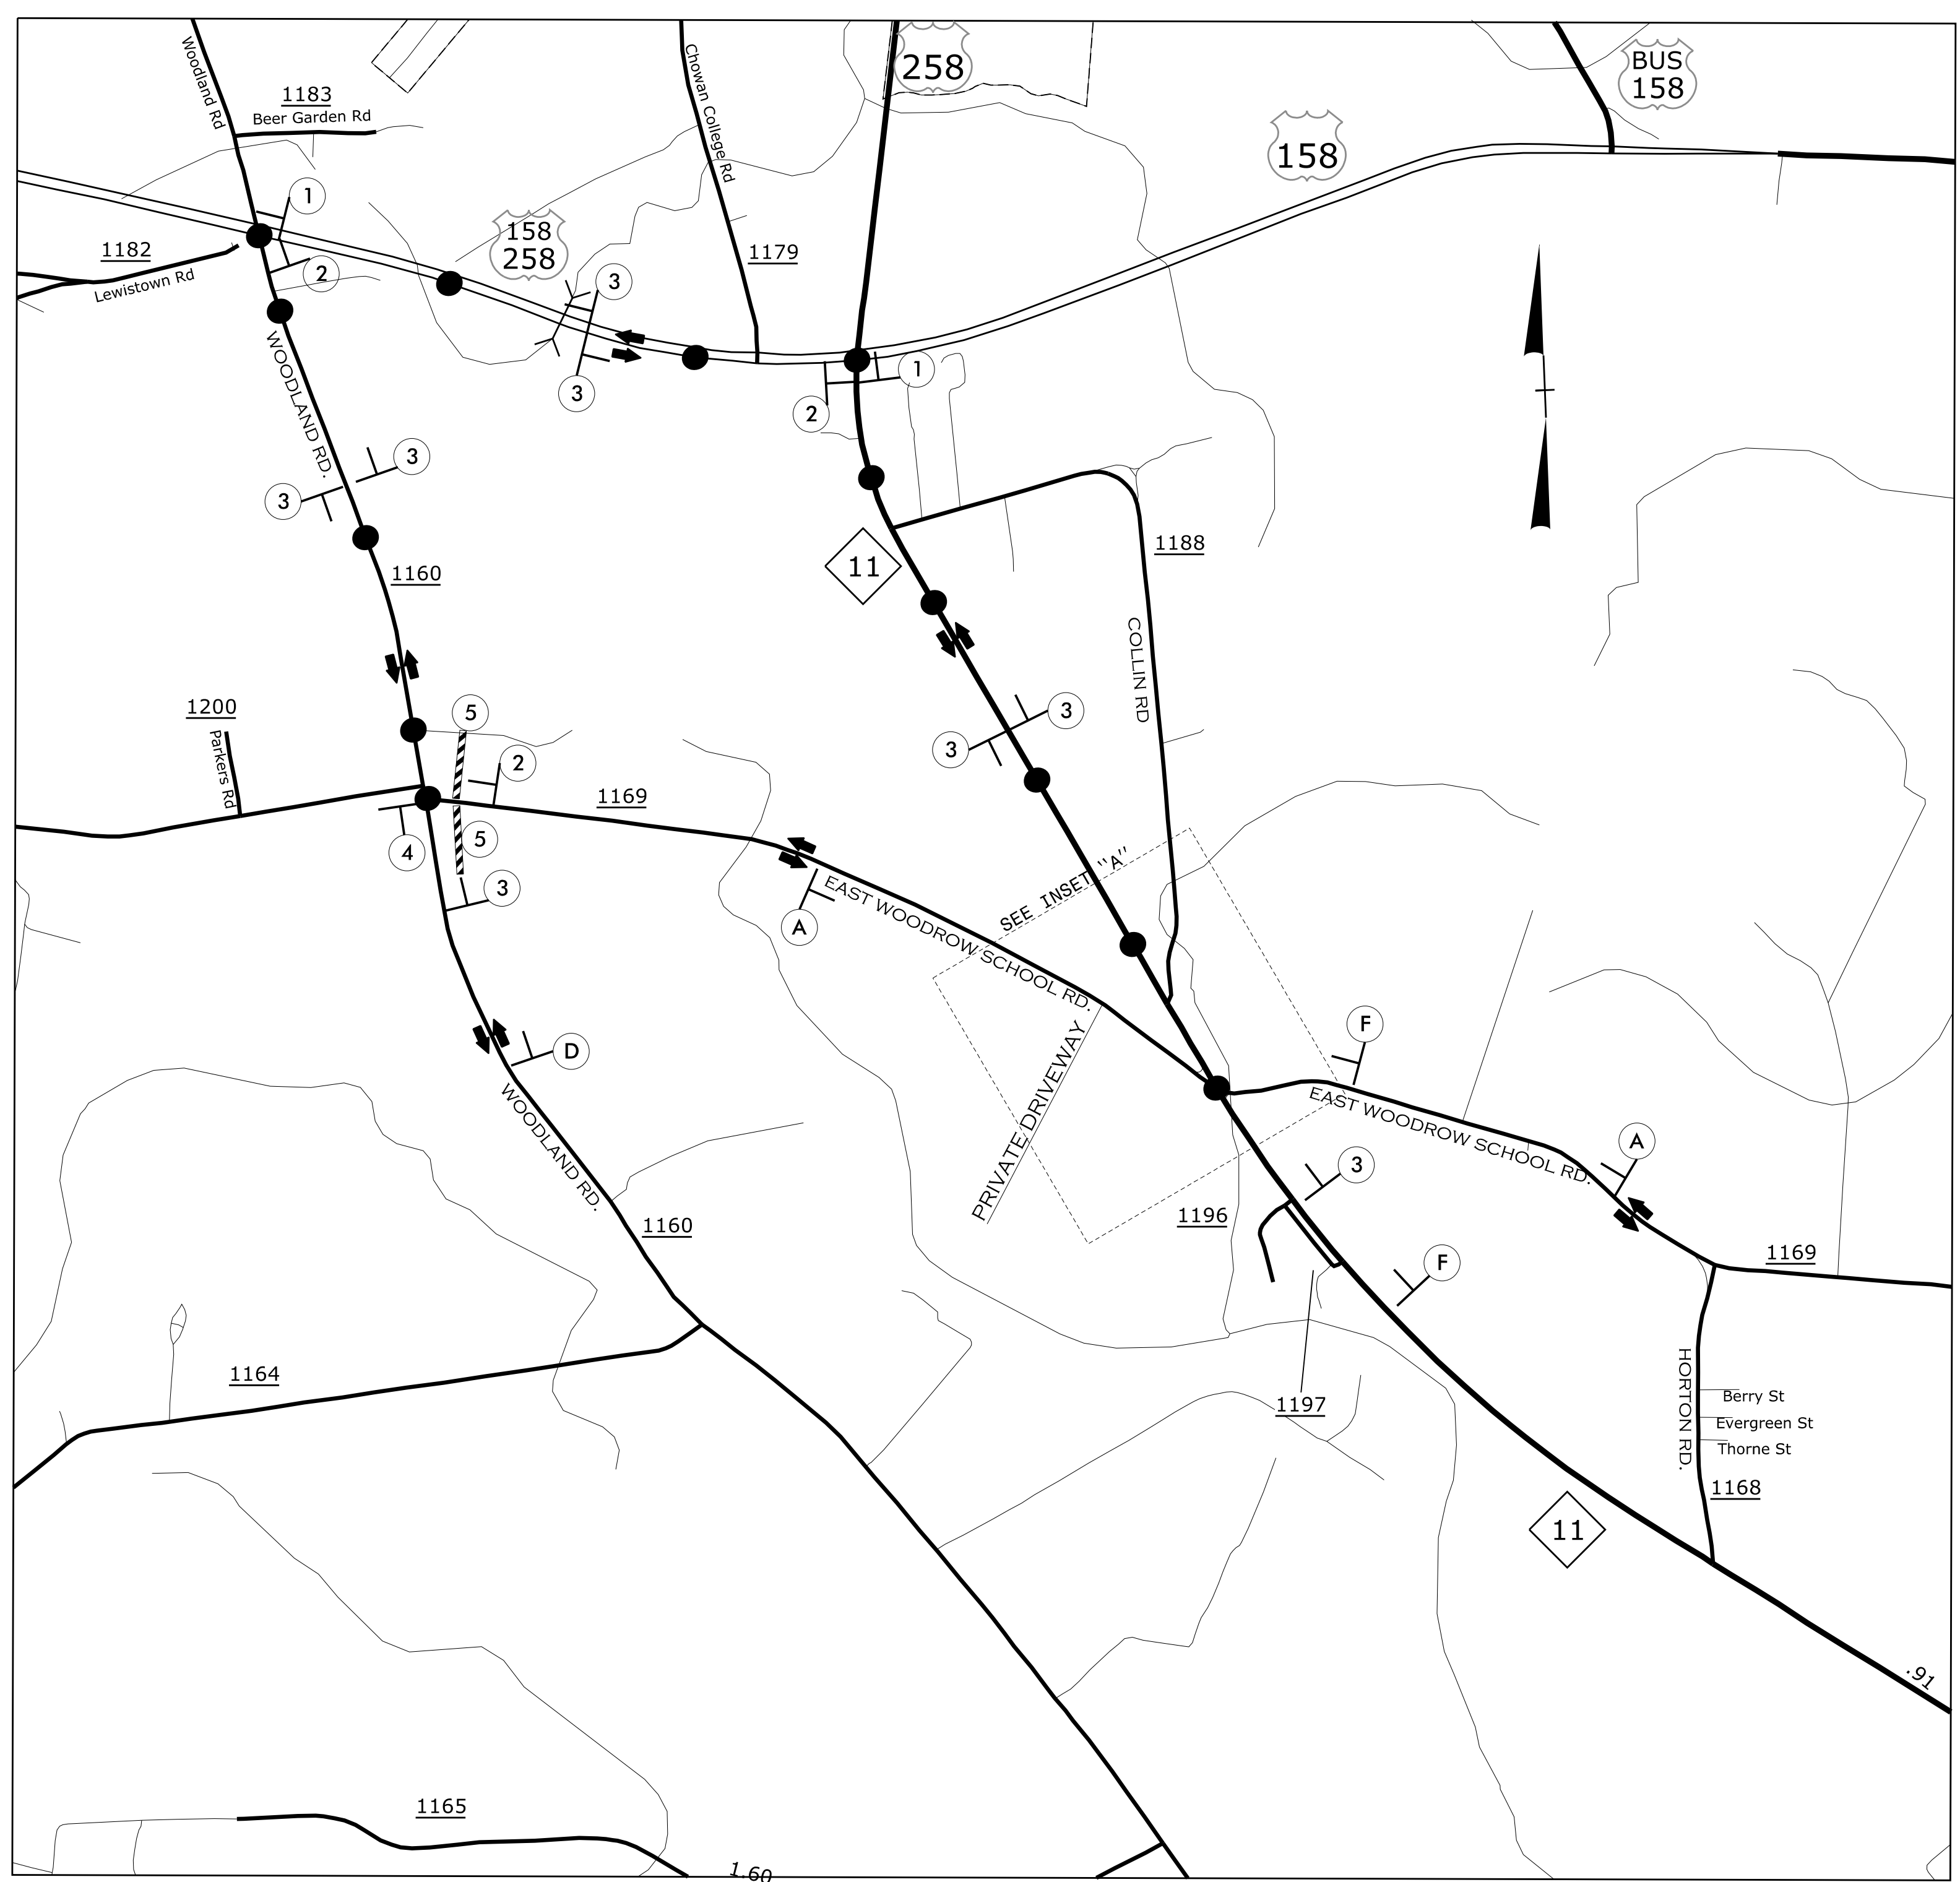 Woodland Rd
1183
Beer Garden Rd
Chowan College Rd
258
BUS
158
158
1
158
258
1182
Lewistown Rd
2
3
1179
3
1
2
WOODLAND RD.
3
3
1160
11
1188
COLLIN RD
1200
Parkers Rd
5
2
3
3
1169
5
4
3
A
EAST WOODROW SCHOOL RD.
SEE INSET "A"
D
WOODLAND RD.
PRIVATE DRIVEWAY
F
EAST WOODROW SCHOOL RD.
A
3
1196
1160
F
1169
1164
1197
HORTON RD.
Berry St
Evergreen St
Thorne St
1168
11
.91
1165
1.60